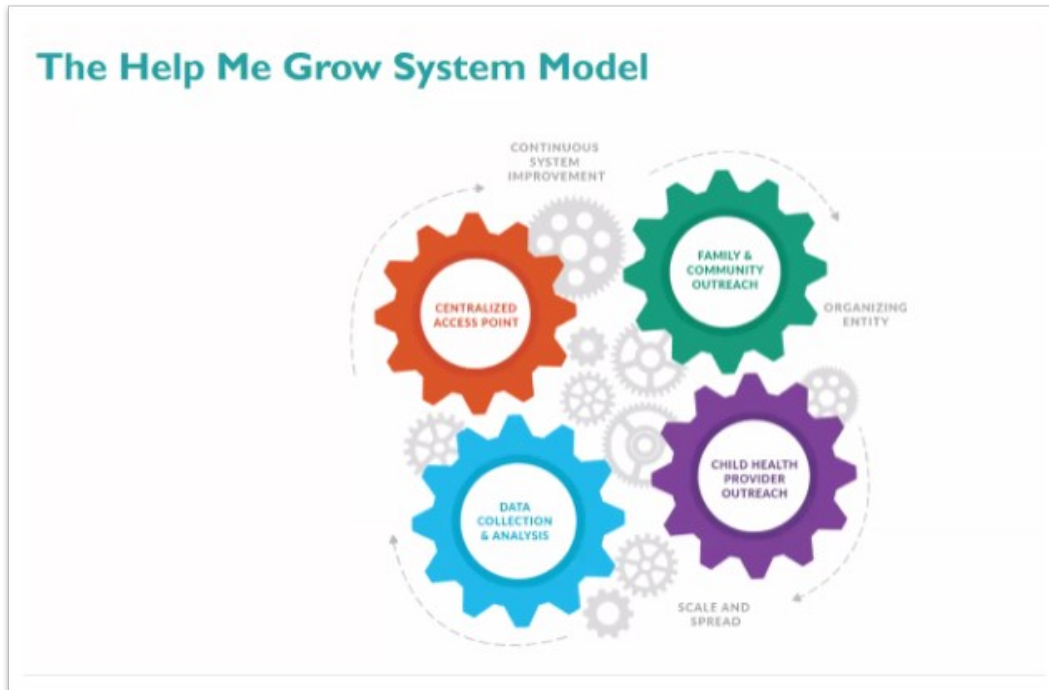 The Help Me Grow System Model
CONTINUOUS
SYSTEM
IMPROVEMENT
FAMILY &
COMMUNITY
OUTREACH
CENTRALIZED
ACCESS POINT
ORGANIZING
ENTITY
CHILD HEALTH
PROVIDER
OUTREACH
DATA
COLLECTION
& ANALYSIS
SCALE AND
SPREAD